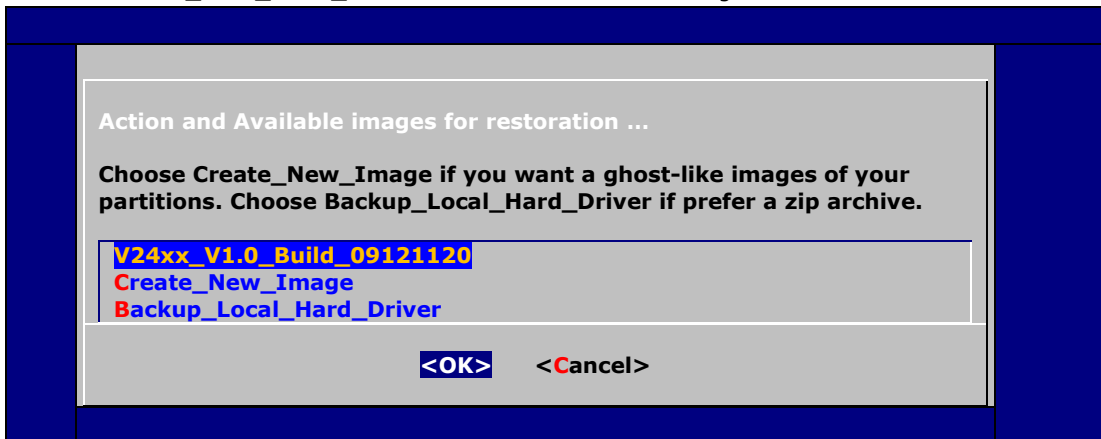 Action and Available images for restoration ...
Choose Create_New_Image if you want a ghost-like images of your
partitions. Choose Backup_Local_Hard_Driver if prefer a zip archive.
V24xx_V1.0_Build_09121120
Create_New_Image
Backup_Local_Hard_Driver
<OK> <Cancel>